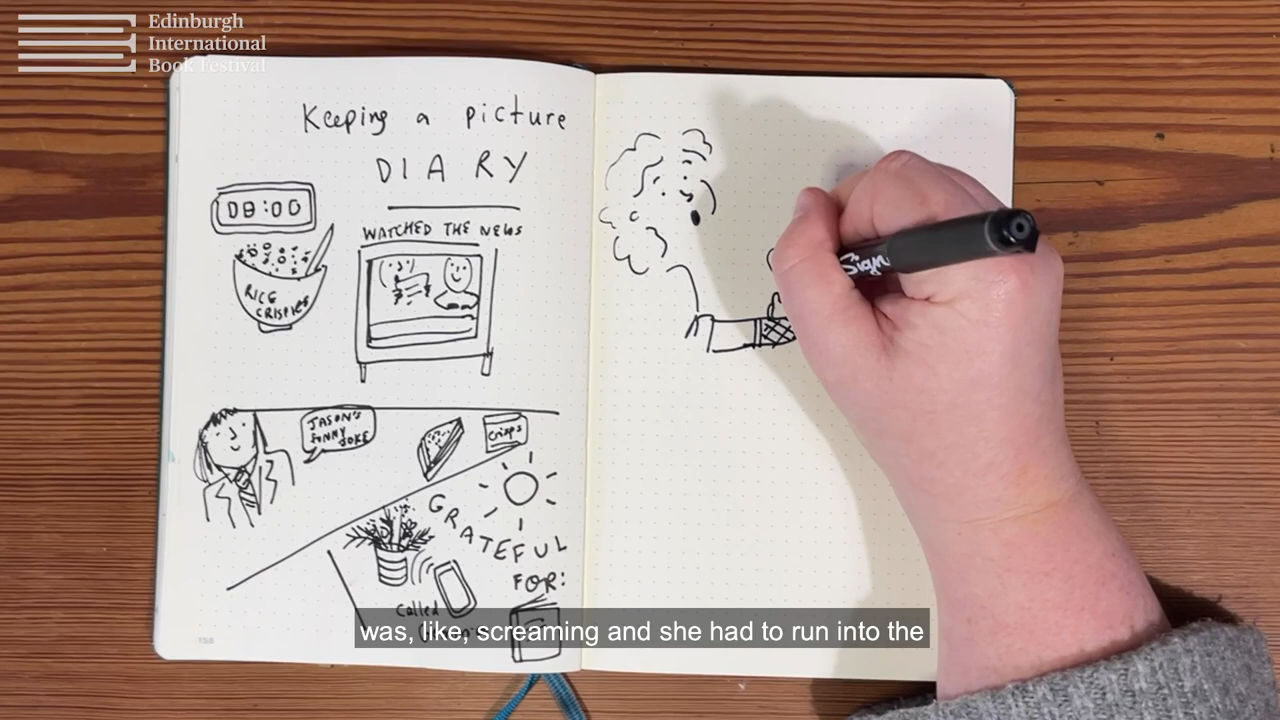 Edinburgh
International
Book Festival
Keeping a picture
DIARY
08:00
WATCHED THE NEWS
RICE
CRISPIES
JASON'S
FUNNY
JOKE
Crisps
GRATEFUL
FOR:
Called
Sign
was, like, screaming and she had to run into the